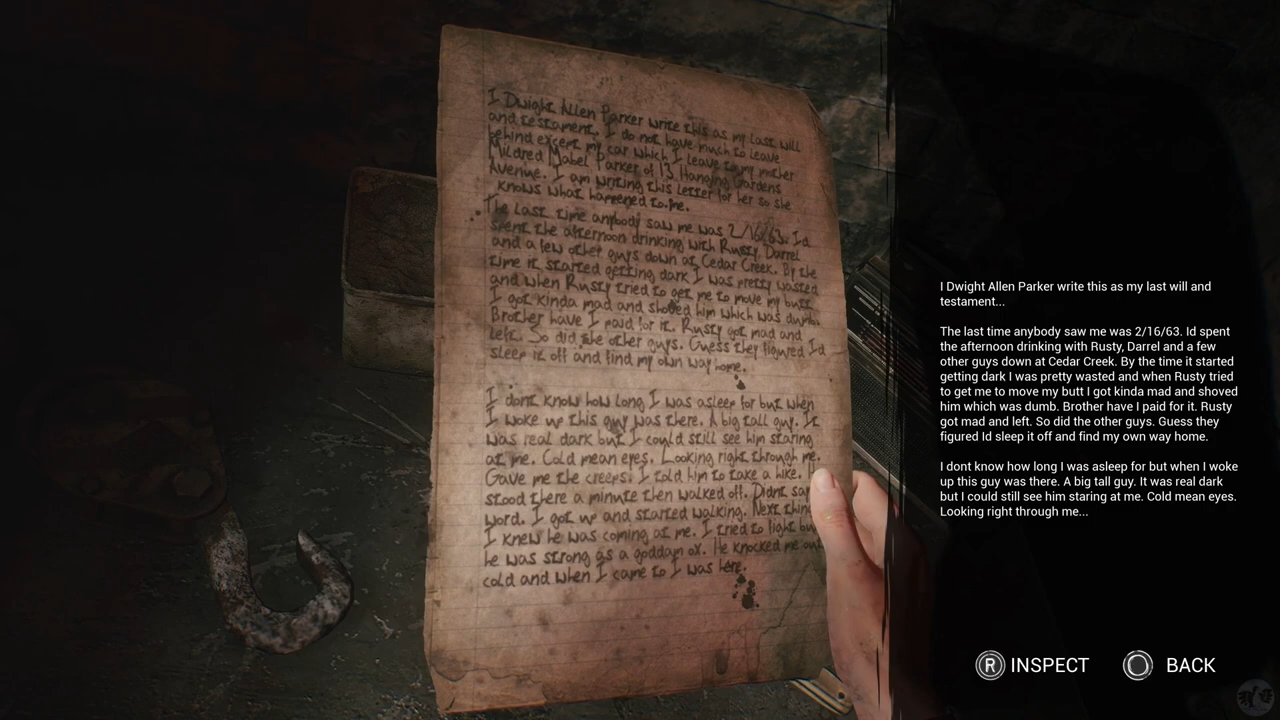 I Dwight Allen Parker write this as my last will
and testament. I do not have much to leave
behind except my car which I leave to my mother
Mildred Mabel Parker of 13 Hanging Gardens
Avenue. I am writing this letter for her so she
knows what happened to me.
The last time anybody saw me was 2/16/63. Id
spent the afternoon drinking with Rusty, Darrel
and a few other guys down at Cedar Creek. By the
time it started getting dark I was pretty wasted
and when Rusty tried to get me to move my butt
I got kinda mad and shoved him which was dumb.
Brother have I paid for it. Rusty got mad and
left. So did the other guys. Guess they figured Id
sleep it off and find my own way home.
I dont know how long I was asleep for but when
I woke up this guy was there. A big tall guy. It
was real dark but I could still see him staring
at me. Cold mean eyes. Looking right through me.
Gave me the creeps. I told him to take a hike.
stood there a minute then walked off. Didnt say
word. I got up and started walking. Next thing
I knew he was coming at me. I tried to fight but
he was strong as a goddam ox. He knocked me out
cold and when I came to I was here.
I Dwight Allen Parker write this as my last will and
testament...
The last time anybody saw me was 2/16/63. Id spent
the afternoon drinking with Rusty, Darrel and a few
other guys down at Cedar Creek. By the time it started
getting dark I was pretty wasted and when Rusty tried
to get me to move my butt I got kinda mad and shoved
him which was dumb. Brother have I paid for it. Rusty
got mad and left. So did the other guys. Guess they
figured Id sleep it off and find my own way home.
I dont know how long I was asleep for but when I woke
up this guy was there. A big tall guy. It was real dark
but I could still see him staring at me. Cold mean eyes.
Looking right through me...
R INSPECT
BACK